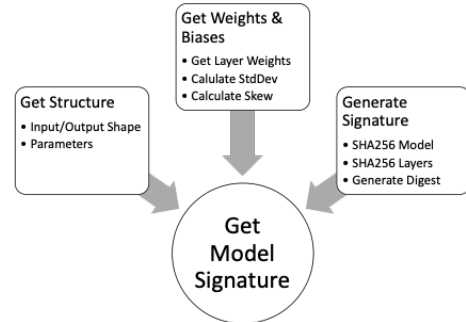 Get Structure
• Input/Output Shape
• Parameters
Get Weights &
Biases
• Get Layer Weights
• Calulate StdDev
• Calculate Skew
Generate
Signature
• SHA256 Model
• SHA256 Layers
• Generate Digest
Get
Model
Signature